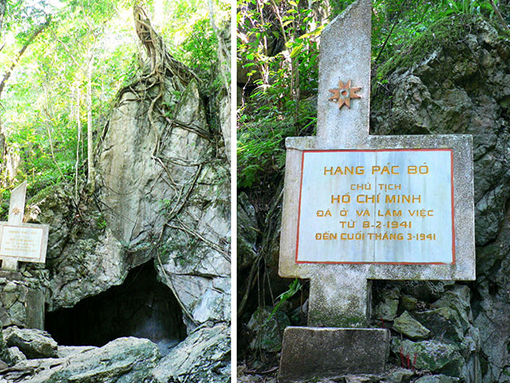 HANG PÁC BÓ
CHỦ TỊCH
HỒ CHÍ MINH
ĐÃ Ở VÀ LÀM VIỆC
TỪ 8-2-1941
ĐẾN CUỐI THÁNG 3-1941